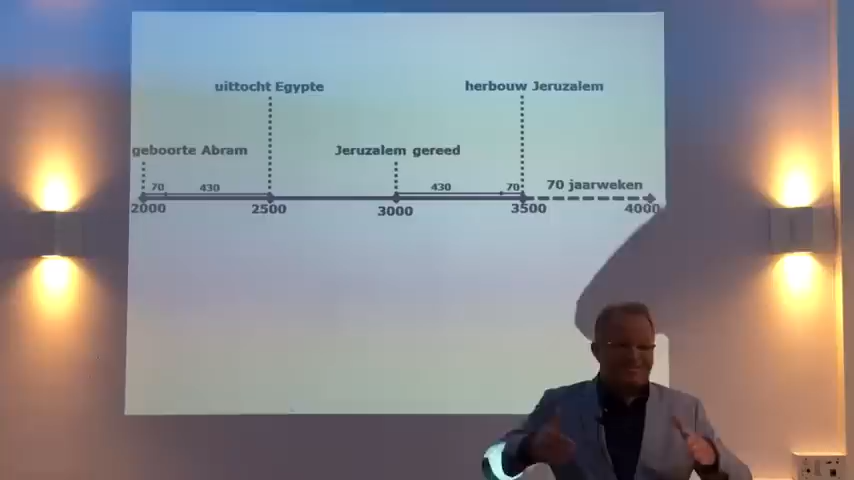 uittocht Egypte
herbouw Jeruzalem
geboorte Abram
Jeruzalem gereed
70
430
430
70
70 jaarweken
2000
2500
3000
3500
4000